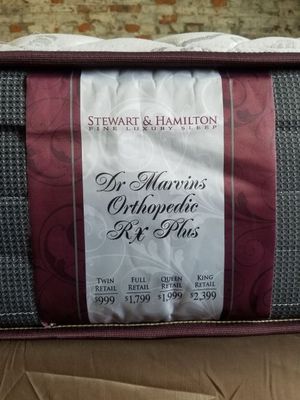 STEWART & HAMILTON
FINE LUXURY SLEEP
Dr Marvins
Orthopedic
Rx Plus
TWIN FULL QUEEN KING
RETAIL RETAIL RETAIL RETAIL
$999 $1,799 $1,999 $2,399